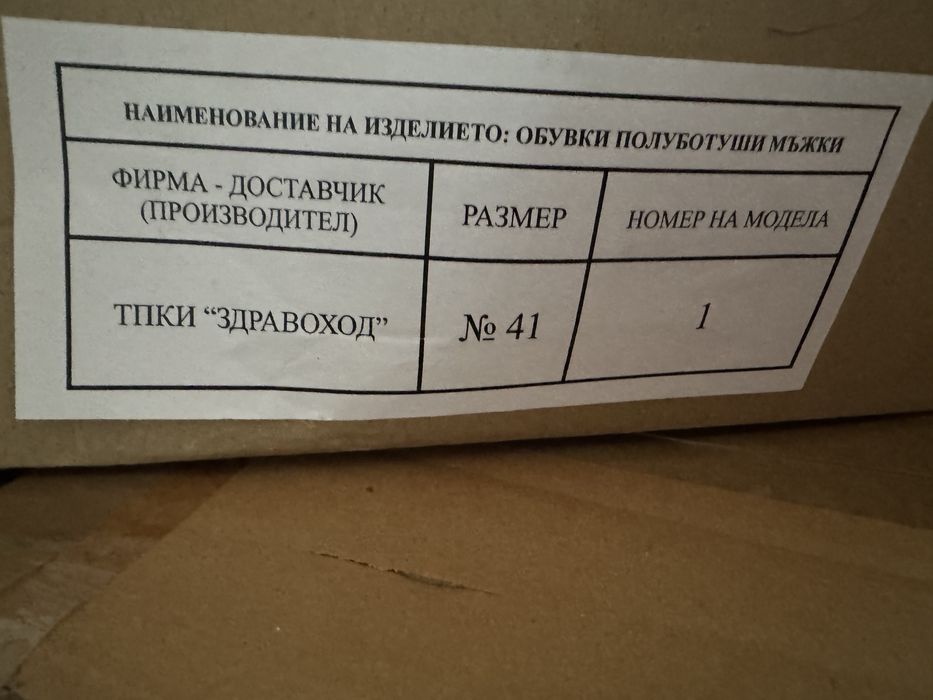 НАИМЕНОВАНИЕ НА ИЗДЕЛИЕТО: ОБУВКИ ПОЛУБОТУШИ МЪЖКИ
ФИРМА - ДОСТАВЧИК
(ПРОИЗВОДИТЕЛ)
РАЗМЕР
НОМЕР НА МОДЕЛА
ТПКИ “ЗДРАВОХОД”
№ 41
1